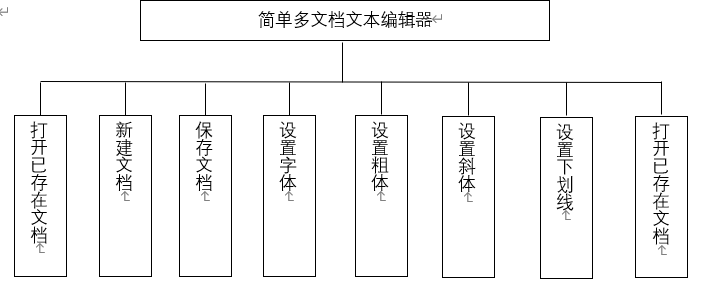 简单多文档文本编辑器
打开已存在文档
新建文档
保存文档
设置字体
设置粗体
设置斜体
设置下划线
打开已存在文档